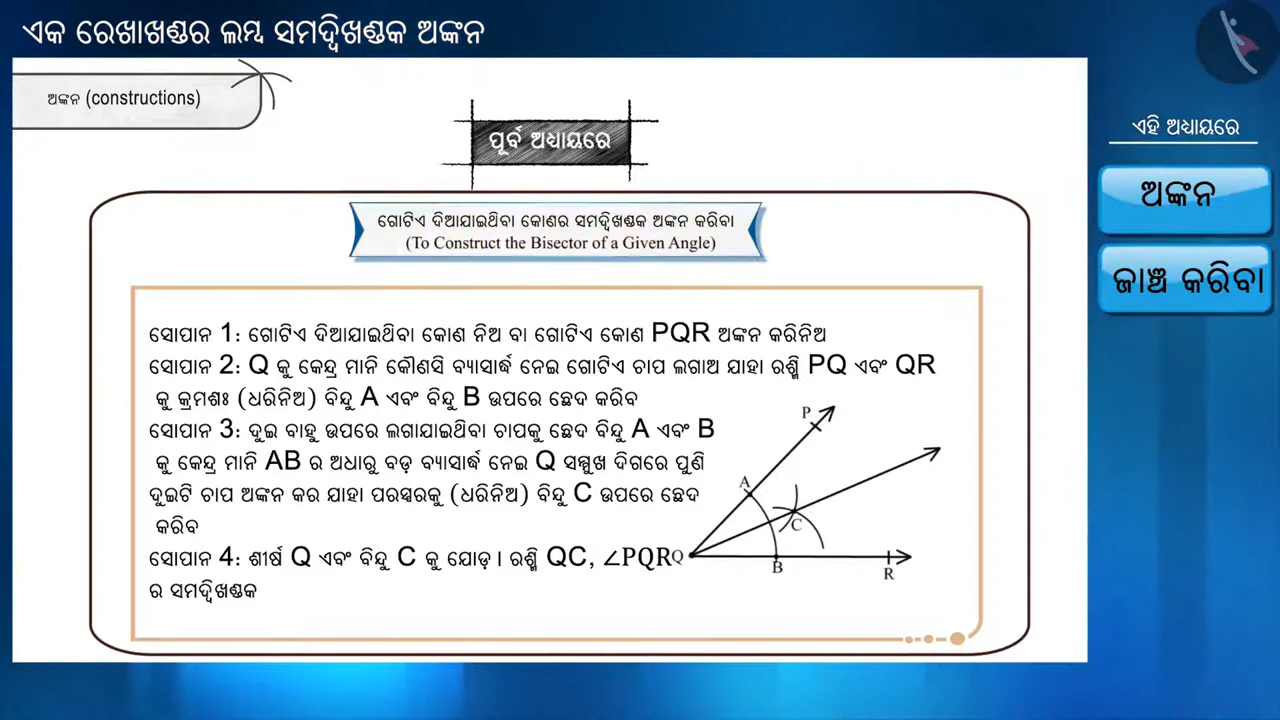 ଏକ ରେଖାଖଣ୍ଡର ଲମ୍ବ ସମଦ୍ୱିଖଣ୍ଡକ ଅଙ୍କନ
ଅଙ୍କନ (constructions)
ପୂର୍ବ ଅଧ୍ୟାୟରେ
ଗୋଟିଏ ଦିଆଯାଇଥିବା କୋଣର ସମଦ୍ୱିଖଣ୍ଡକ ଅଙ୍କନ କରିବା
(To Construct the Bisector of a Given Angle)
ସୋପାନ 1: ଗୋଟିଏ ଦିଆଯାଇଥିବା କୋଣ ନିଅ ବା ଗୋଟିଏ କୋଣ PQR ଅଙ୍କନ କରିନିଅ
ସୋପାନ 2: Q କୁ କେନ୍ଦ୍ର ମାନି କୌଣସି ବ୍ୟାସାର୍ଦ୍ଧ ନେଇ ଗୋଟିଏ ଚାପ ଲଗାଅ ଯାହା ରଶ୍ମି PQ ଏବଂ QR
କୁ କ୍ରମଶଃ (ଧରିନିଅ) ବିନ୍ଦୁ A ଏବଂ ବିନ୍ଦୁ B ଉପରେ ଛେଦ କରିବ
ସୋପାନ 3: ଦୁଇ ବାହୁ ଉପରେ ଲଗାଯାଇଥିବା ଚାପକୁ ଛେଦ ବିନ୍ଦୁ A ଏବଂ B
କୁ କେନ୍ଦ୍ର ମାନି AB ର ଅଧାରୁ ବଡ଼ ବ୍ୟାସାର୍ଦ୍ଧ ନେଇ Q ସମ୍ମୁଖ ଦିଗରେ ପୁଣି
ଦୁଇଟି ଚାପ ଅଙ୍କନ କର ଯାହା ପରସ୍ପରକୁ (ଧରିନିଅ) ବିନ୍ଦୁ C ଉପରେ ଛେଦ
କରିବ
ସୋପାନ 4: ଶୀର୍ଷ Q ଏବଂ ବିନ୍ଦୁ C କୁ ଯୋଡ଼। ରଶ୍ମି QC, ∠PQR
ର ସମଦ୍ୱିଖଣ୍ଡକ
P
A
C
Q
B
R
ଏହି ଅଧ୍ୟାୟରେ
ଅଙ୍କନ
ଜାଞ୍ଚ କରିବା